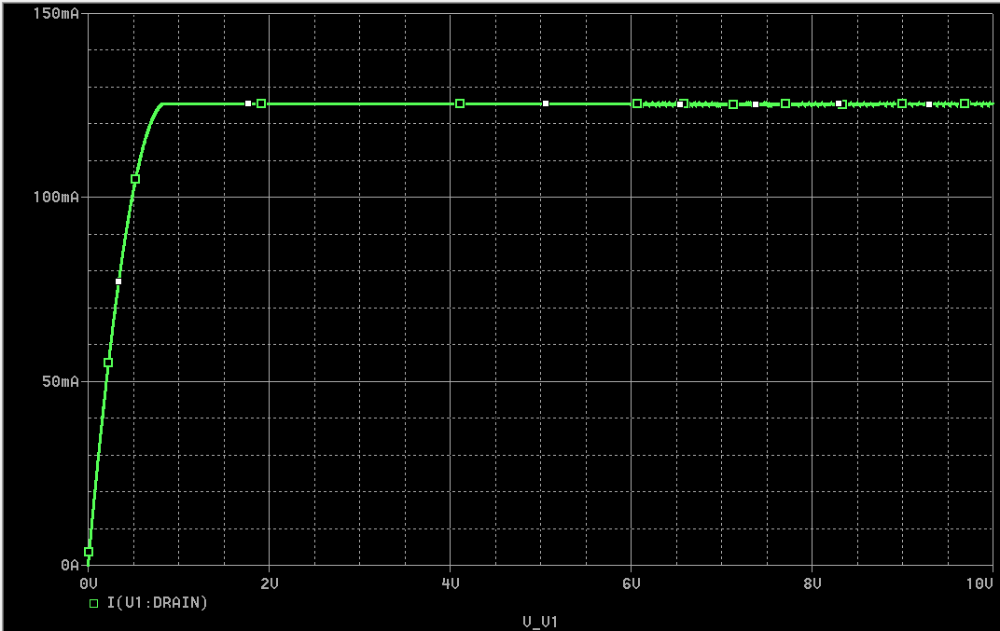 150mA
100mA
50mA
0A
0V 2V 4V 6V 8V 10V
I(U1:DRAIN)
V_V1